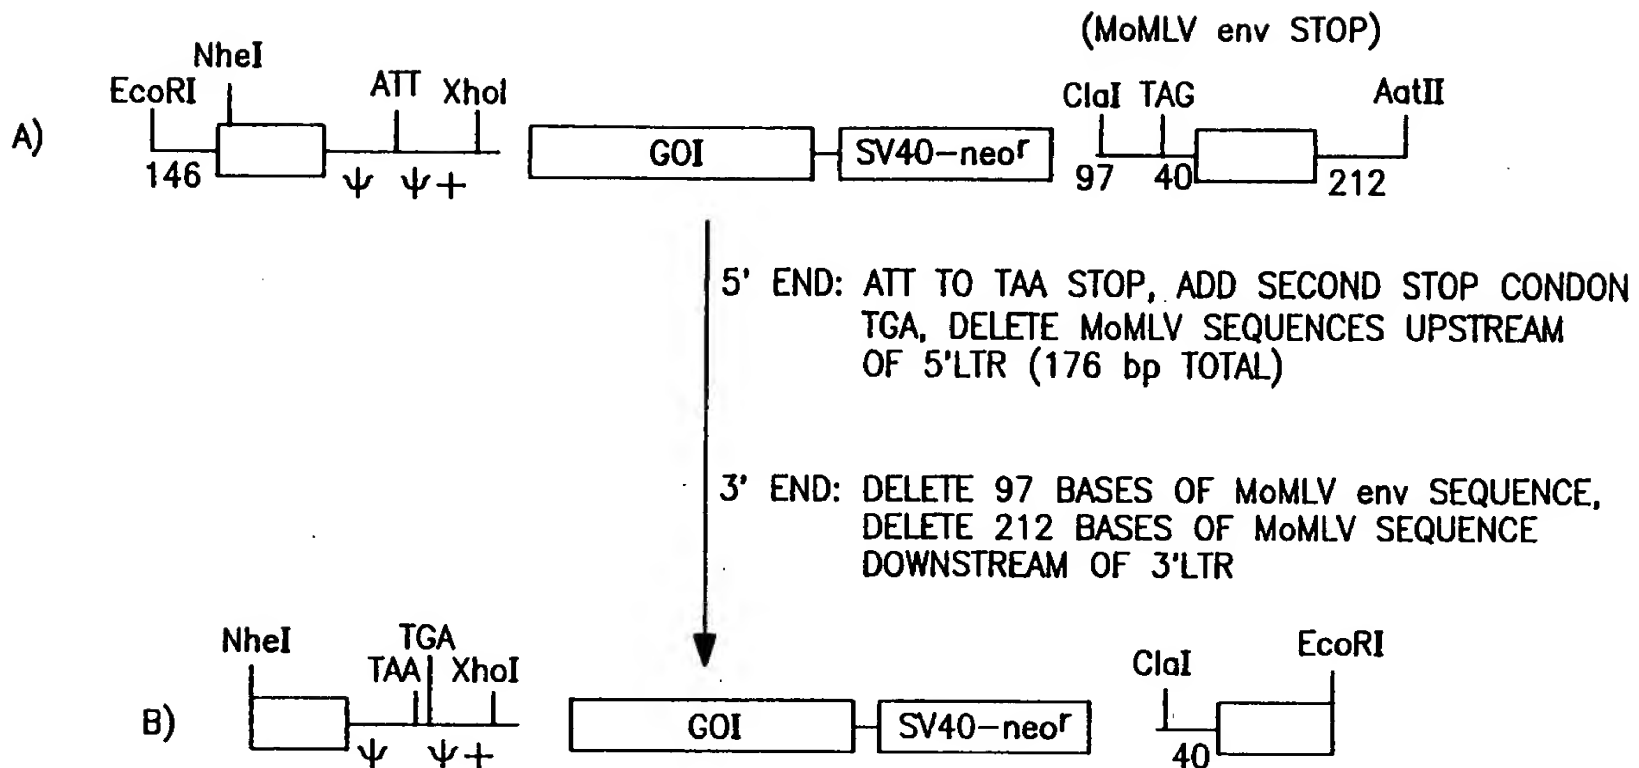 (MoMLV env STOP)
NheI
EcoRI ATT XhoI ClaI TAG AatII
A) GOI SV40-neoʳ
146 ψ ψ+ 97 40 212
5' END: ATT TO TAA STOP, ADD SECOND STOP CONDON
TGA, DELETE MoMLV SEQUENCES UPSTREAM
OF 5'LTR (176 bp TOTAL)
3' END: DELETE 97 BASES OF MoMLV env SEQUENCE,
DELETE 212 BASES OF MoMLV SEQUENCE
DOWNSTREAM OF 3'LTR
NheI TGA EcoRI
TAA XhoI ClaI
B) GOI SV40-neoʳ
ψ ψ+ 40